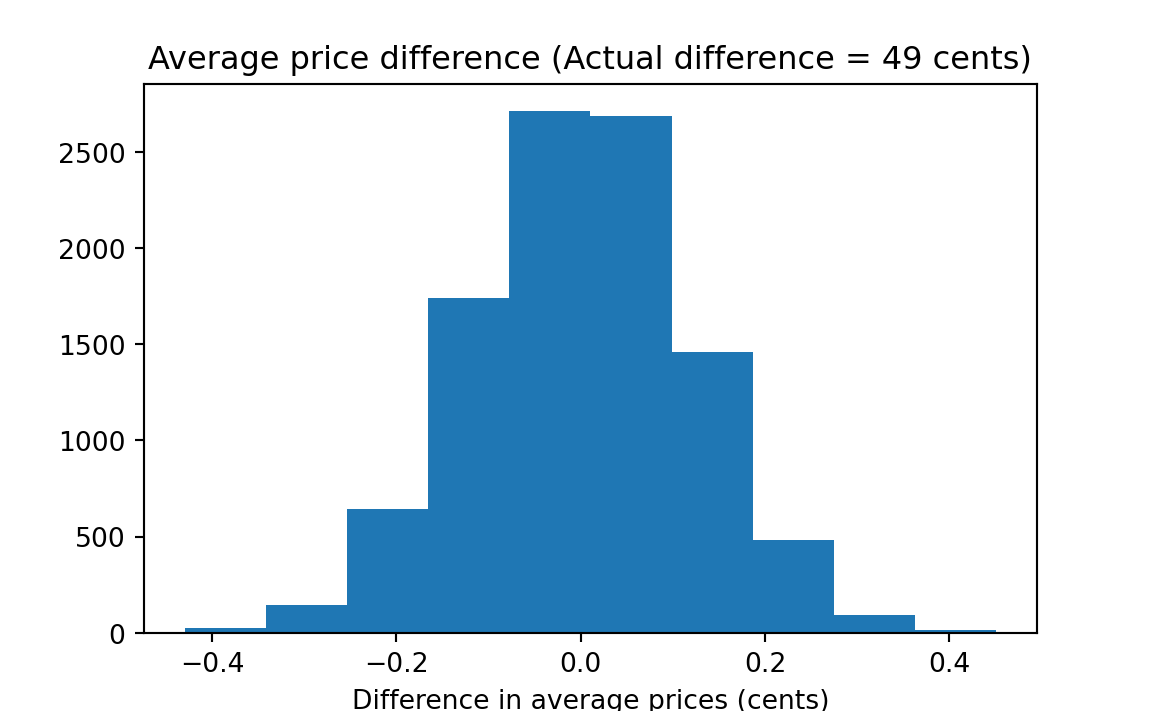 Average price difference (Actual difference = 49 cents)
2500
2000
1500
1000
500
0
−0.4 −0.2 0.0 0.2 0.4
Difference in average prices (cents)